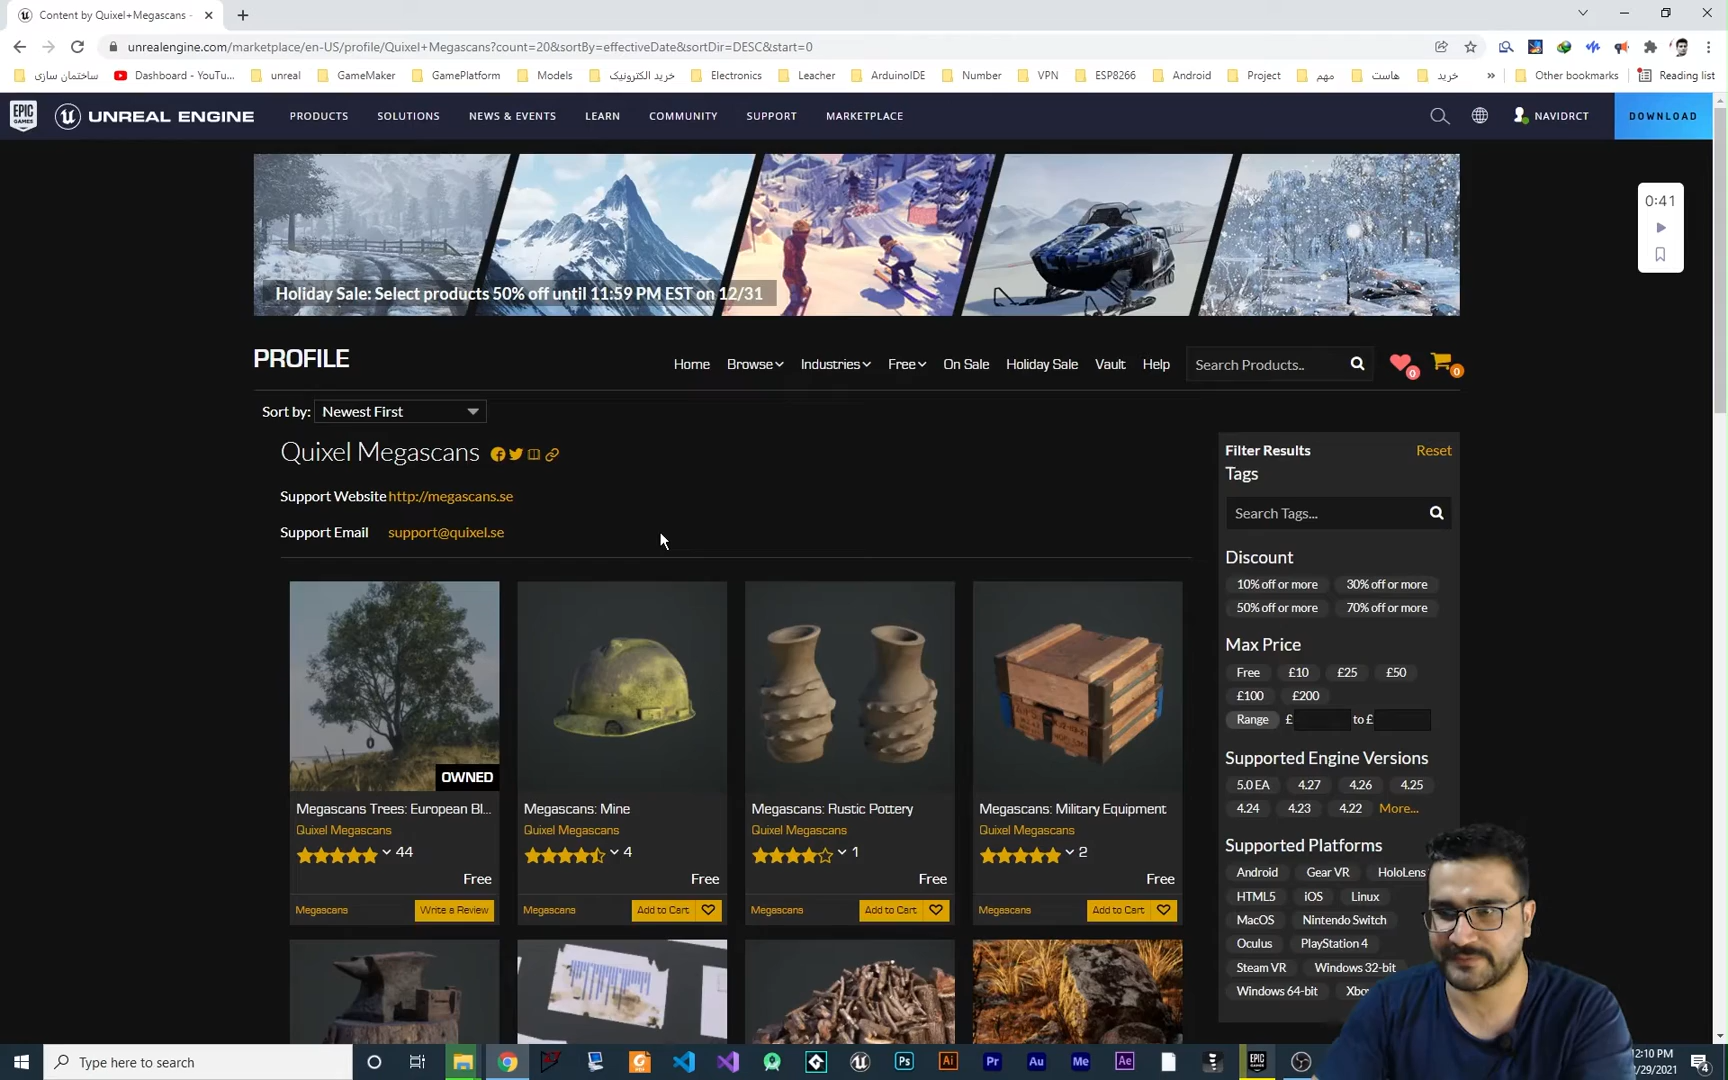 Content by Quixel+Megascans -
unrealengine.com/marketplace/en-US/profile/Quixel+Megascans?count=20&sortBy=effectiveDate&sortDir=DESC&start=0
ساختمان سازی Dashboard - YouTu... unreal GameMaker GamePlatform Models خرید الکترونیک Electronics Leacher ArduinoIDE Number VPN ESP8266 Android Project مهم هاست خرید » Other bookmarks Reading list
EPIC GAMES UNREAL ENGINE PRODUCTS SOLUTIONS NEWS & EVENTS LEARN COMMUNITY SUPPORT MARKETPLACE NAVIDRCT DOWNLOAD
0:41
Holiday Sale: Select products 50% off until 11:59 PM EST on 12/31
PROFILE Home Browse Industries Free On Sale Holiday Sale Vault Help Search Products.. 0 0
Sort by: Newest First
Quixel Megascans
Support Website http://megascans.se
Support Email support@quixel.se
OWNED
Megascans Trees: European Bl... Megascans: Mine Megascans: Rustic Pottery Megascans: Military Equipment
Quixel Megascans Quixel Megascans Quixel Megascans Quixel Megascans
44 4 1 2
Free Free Free Free
Megascans Write a Review Megascans Add to Cart Megascans Add to Cart Megascans Add to Cart
Filter Results Reset
Tags
Search Tags...
Discount
10% off or more 30% off or more
50% off or more 70% off or more
Max Price
Free £10 £25 £50
£100 £200
Range £ to £
Supported Engine Versions
5.0 EA 4.27 4.26 4.25
4.24 4.23 4.22 More...
Supported Platforms
Android Gear VR HoloLens
HTML5 iOS Linux
MacOS Nintendo Switch
Oculus PlayStation 4
Steam VR Windows 32-bit
Windows 64-bit
Type here to search Ps Ai Pr Au Me Ae EPIC GAMES
12:10 PM
4